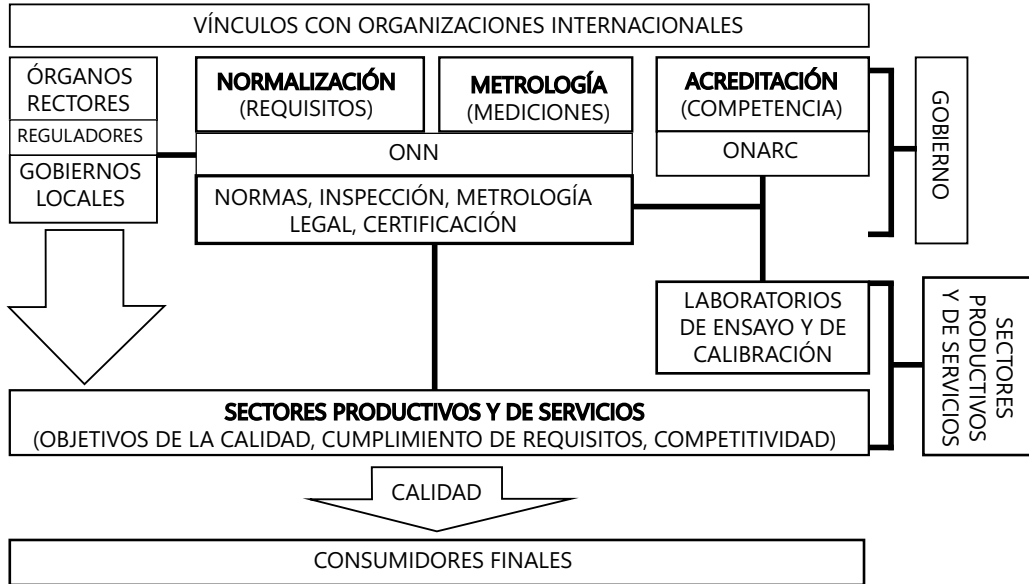 VÍNCULOS CON ORGANIZACIONES INTERNACIONALES
ÓRGANOS
RECTORES
REGULADORES
GOBIERNOS
LOCALES
NORMALIZACIÓN
(REQUISITOS)
METROLOGÍA
(MEDICIONES)
ACREDITACIÓN
(COMPETENCIA)
ONN
ONARC
NORMAS, INSPECCIÓN, METROLOGÍA
LEGAL, CERTIFICACIÓN
GOBIERNO
LABORATORIOS
DE ENSAYO Y DE
CALIBRACIÓN
SECTORES
PRODUCTIVOS
Y DE SERVICIOS
SECTORES PRODUCTIVOS Y DE SERVICIOS
(OBJETIVOS DE LA CALIDAD, CUMPLIMIENTO DE REQUISITOS, COMPETITIVIDAD)
CALIDAD
CONSUMIDORES FINALES